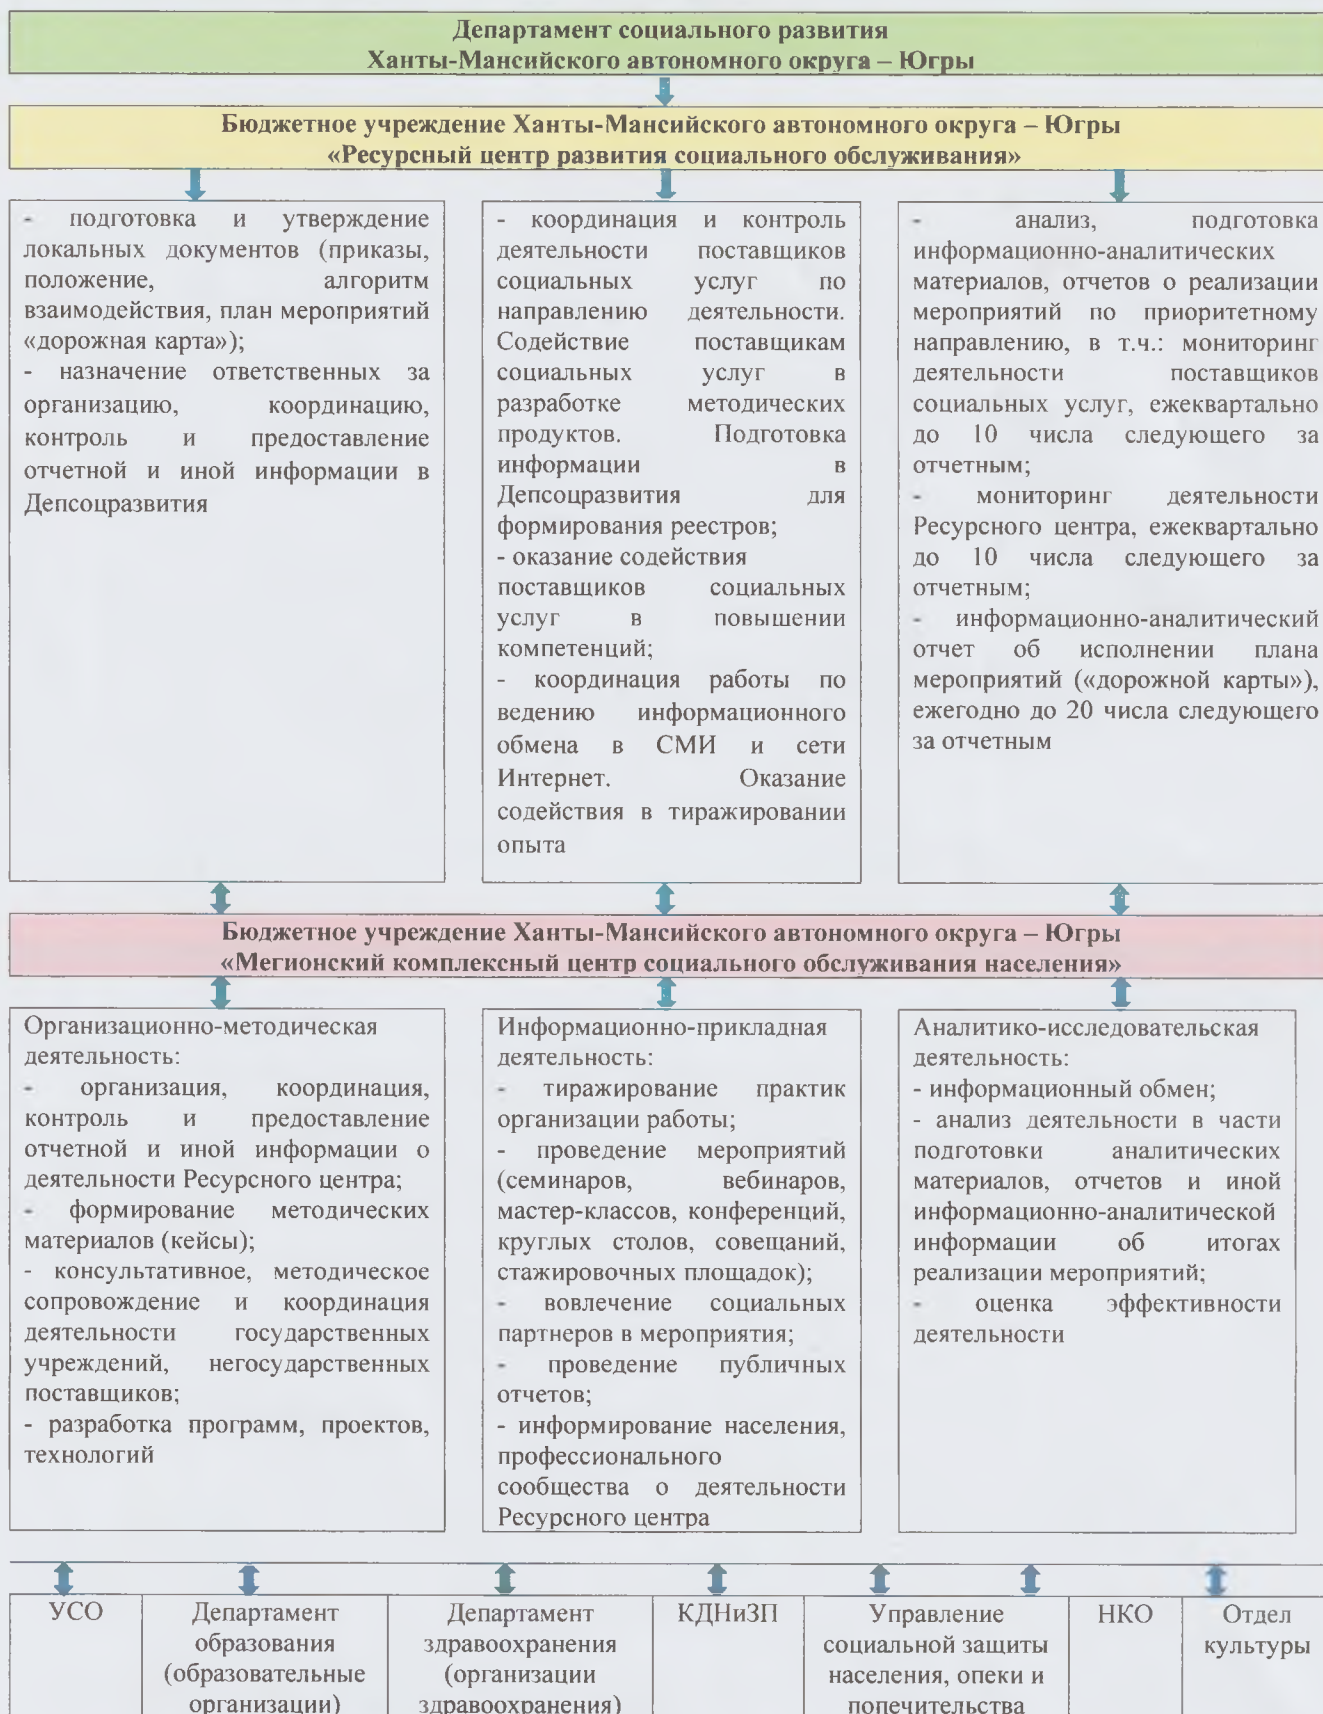 Департамент социального развития
Ханты-Мансийского автономного округа – Югры
Бюджетное учреждение Ханты-Мансийского автономного округа – Югры
«Ресурсный центр развития социального обслуживания»
- подготовка и утверждение
локальных документов (приказы,
положение, алгоритм
взаимодействия, план мероприятий
«дорожная карта»);
- назначение ответственных за
организацию, координацию,
контроль и предоставление
отчетной и иной информации в
Депсоцразвития
- координация и контроль
деятельности поставщиков
социальных услуг по
направлению деятельности.
Содействие поставщикам
социальных услуг в
разработке методических
продуктов. Подготовка
информации в
Депсоцразвития для
формирования реестров;
- оказание содействия
поставщиков социальных
услуг в повышении
компетенций;
- координация работы по
ведению информационного
обмена в СМИ и сети
Интернет. Оказание
содействия в тиражировании
опыта
- анализ, подготовка
информационно-аналитических
материалов, отчетов о реализации
мероприятий по приоритетному
направлению, в т.ч.: мониторинг
деятельности поставщиков
социальных услуг, ежеквартально
до 10 числа следующего за
отчетным;
- мониторинг деятельности
Ресурсного центра, ежеквартально
до 10 числа следующего за
отчетным;
- информационно-аналитический
отчет об исполнении плана
мероприятий («дорожной карты»),
ежегодно до 20 числа следующего
за отчетным
Бюджетное учреждение Ханты-Мансийского автономного округа – Югры
«Мегионский комплексный центр социального обслуживания населения»
Организационно-методическая
деятельность:
- организация, координация,
контроль и предоставление
отчетной и иной информации о
деятельности Ресурсного центра;
- формирование методических
материалов (кейсы);
- консультативное, методическое
сопровождение и координация
деятельности государственных
учреждений, негосударственных
поставщиков;
- разработка программ, проектов,
технологий
Информационно-прикладная
деятельность:
- тиражирование практик
организации работы;
- проведение мероприятий
(семинаров, вебинаров,
мастер-классов, конференций,
круглых столов, совещаний,
стажировочных площадок);
- вовлечение социальных
партнеров в мероприятия;
- проведение публичных
отчетов;
- информирование населения,
профессионального
сообщества о деятельности
Ресурсного центра
Аналитико-исследовательская
деятельность:
- информационный обмен;
- анализ деятельности в части
подготовки аналитических
материалов, отчетов и иной
информационно-аналитической
информации об итогах
реализации мероприятий;
- оценка эффективности
деятельности
УСО
Департамент
образования
(образовательные
организации)
Департамент
здравоохранения
(организации
здравоохранения)
КДНиЗП
Управление
социальной защиты
населения, опеки и
попечительства
НКО
Отдел
культуры